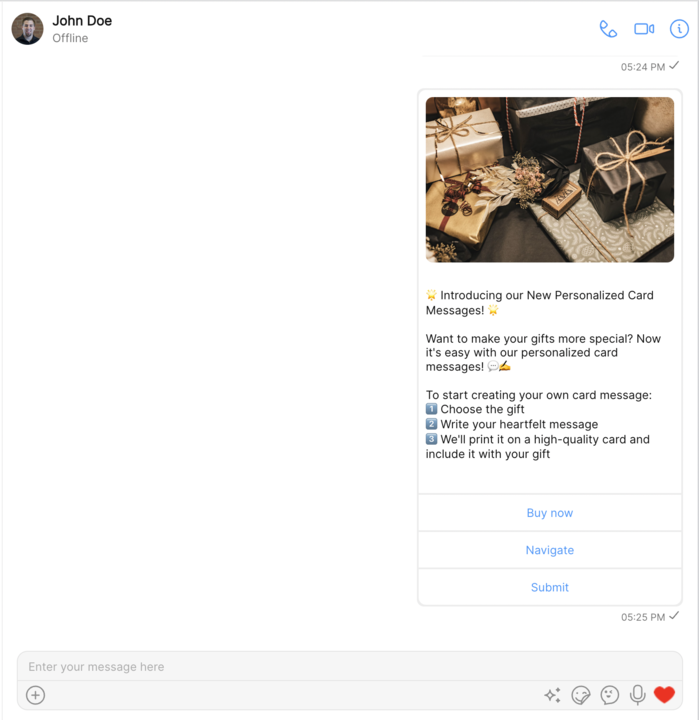 John Doe
Offline
05:24 PM
🌟 Introducing our New Personalized Card
Messages! 🌟
Want to make your gifts more special? Now
it's easy with our personalized card
messages! 💬✍️
To start creating your own card message:
1️⃣ Choose the gift
2️⃣ Write your heartfelt message
3️⃣ We'll print it on a high-quality card and
include it with your gift
Buy now
Navigate
Submit
05:25 PM
Enter your message here